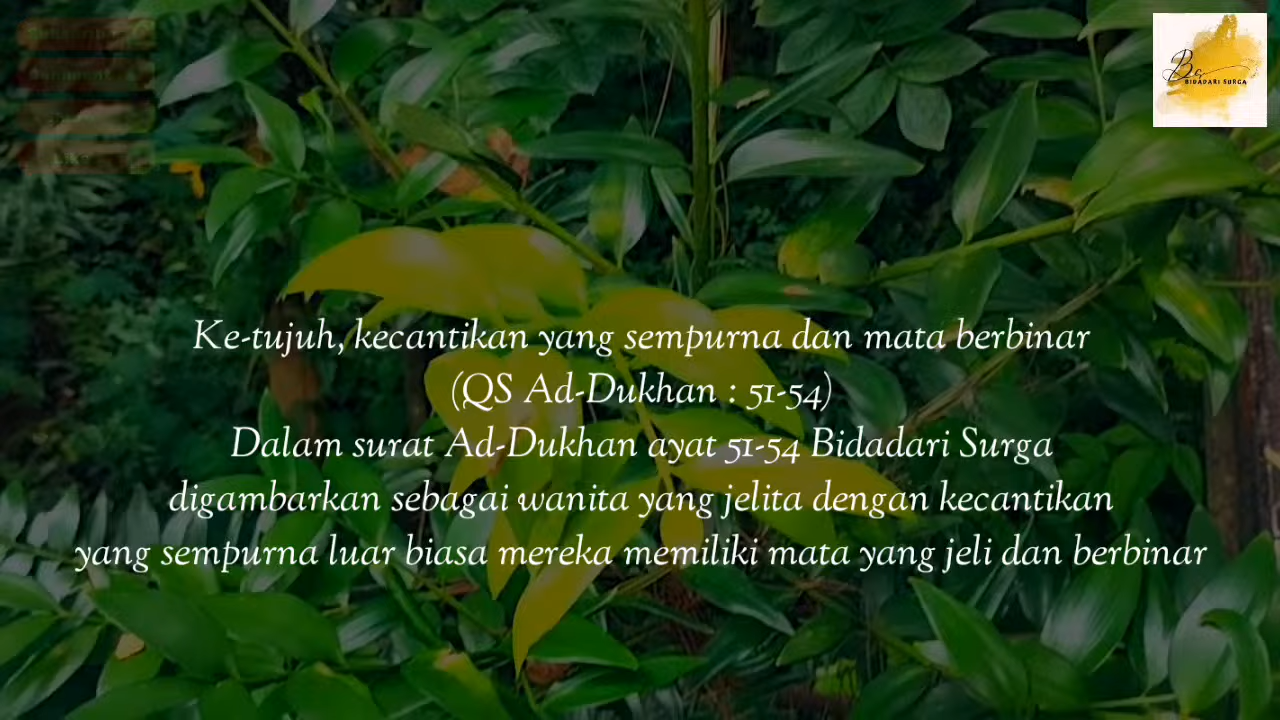 Bs
BIDADARI SURGA
Ke-tujuh, kecantikan yang sempurna dan mata berbinar
(QS Ad-Dukhan : 51-54)
Dalam surat Ad-Dukhan ayat 51-54 Bidadari Surga
digambarkan sebagai wanita yang jelita dengan kecantikan
yang sempurna luar biasa mereka memiliki mata yang jeli dan berbinar